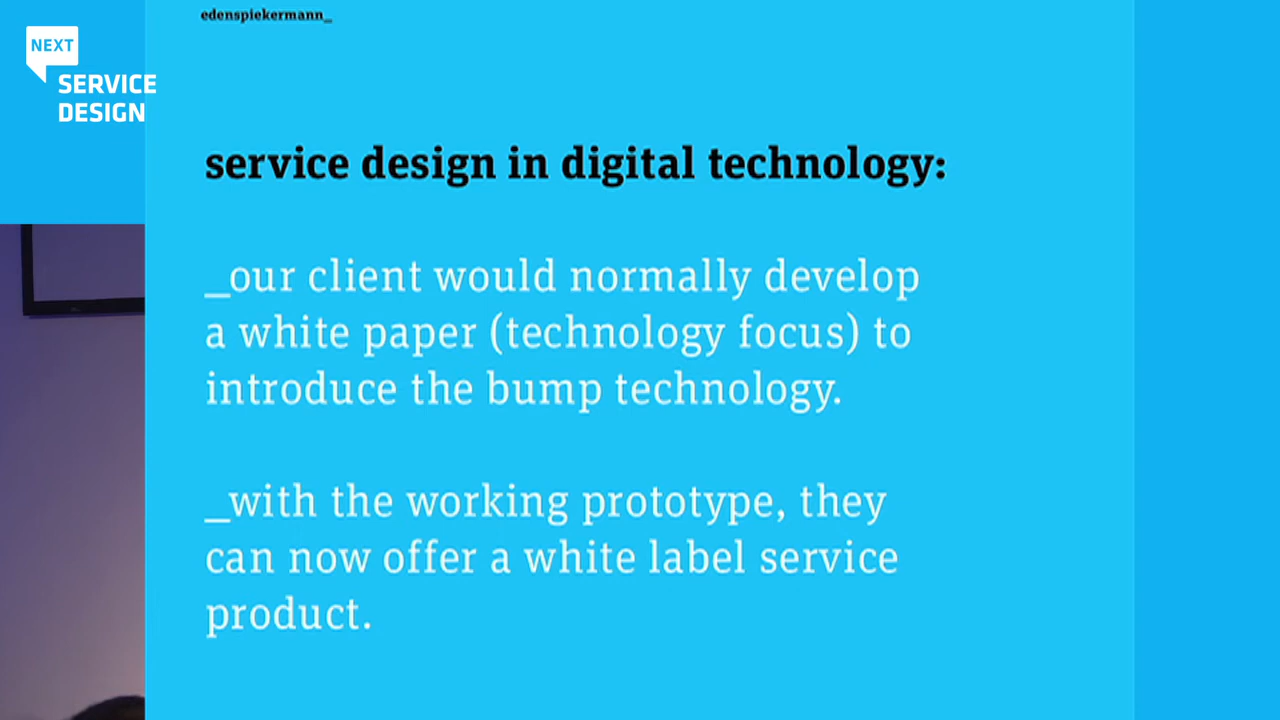 edenspiekermann_
NEXT
SERVICE
DESIGN
service design in digital technology:
_our client would normally develop
a white paper (technology focus) to
introduce the bump technology.
_with the working prototype, they
can now offer a white label service
product.